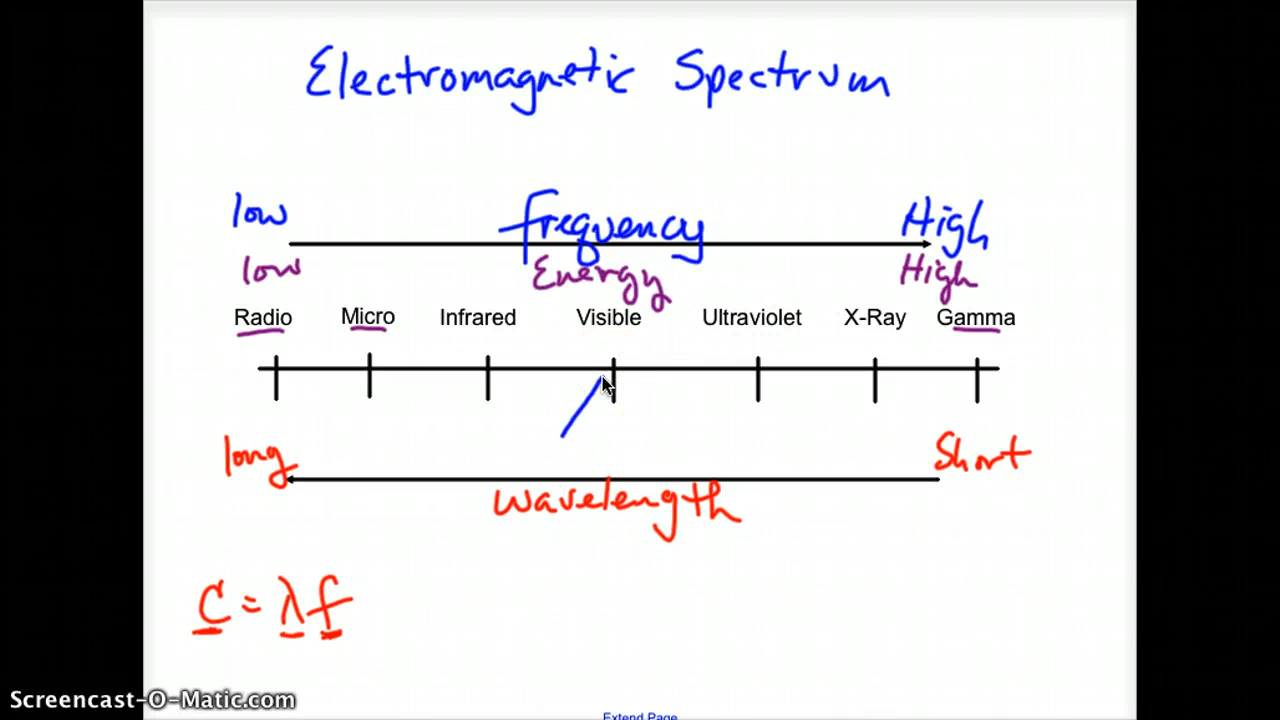 Electromagnetic Spectrum
low frequency High
low Energy High
Radio Micro Infrared Visible Ultraviolet X-Ray Gamma
long Short
wavelength
C = λf
Screencast-O-Matic.com
Extend Page